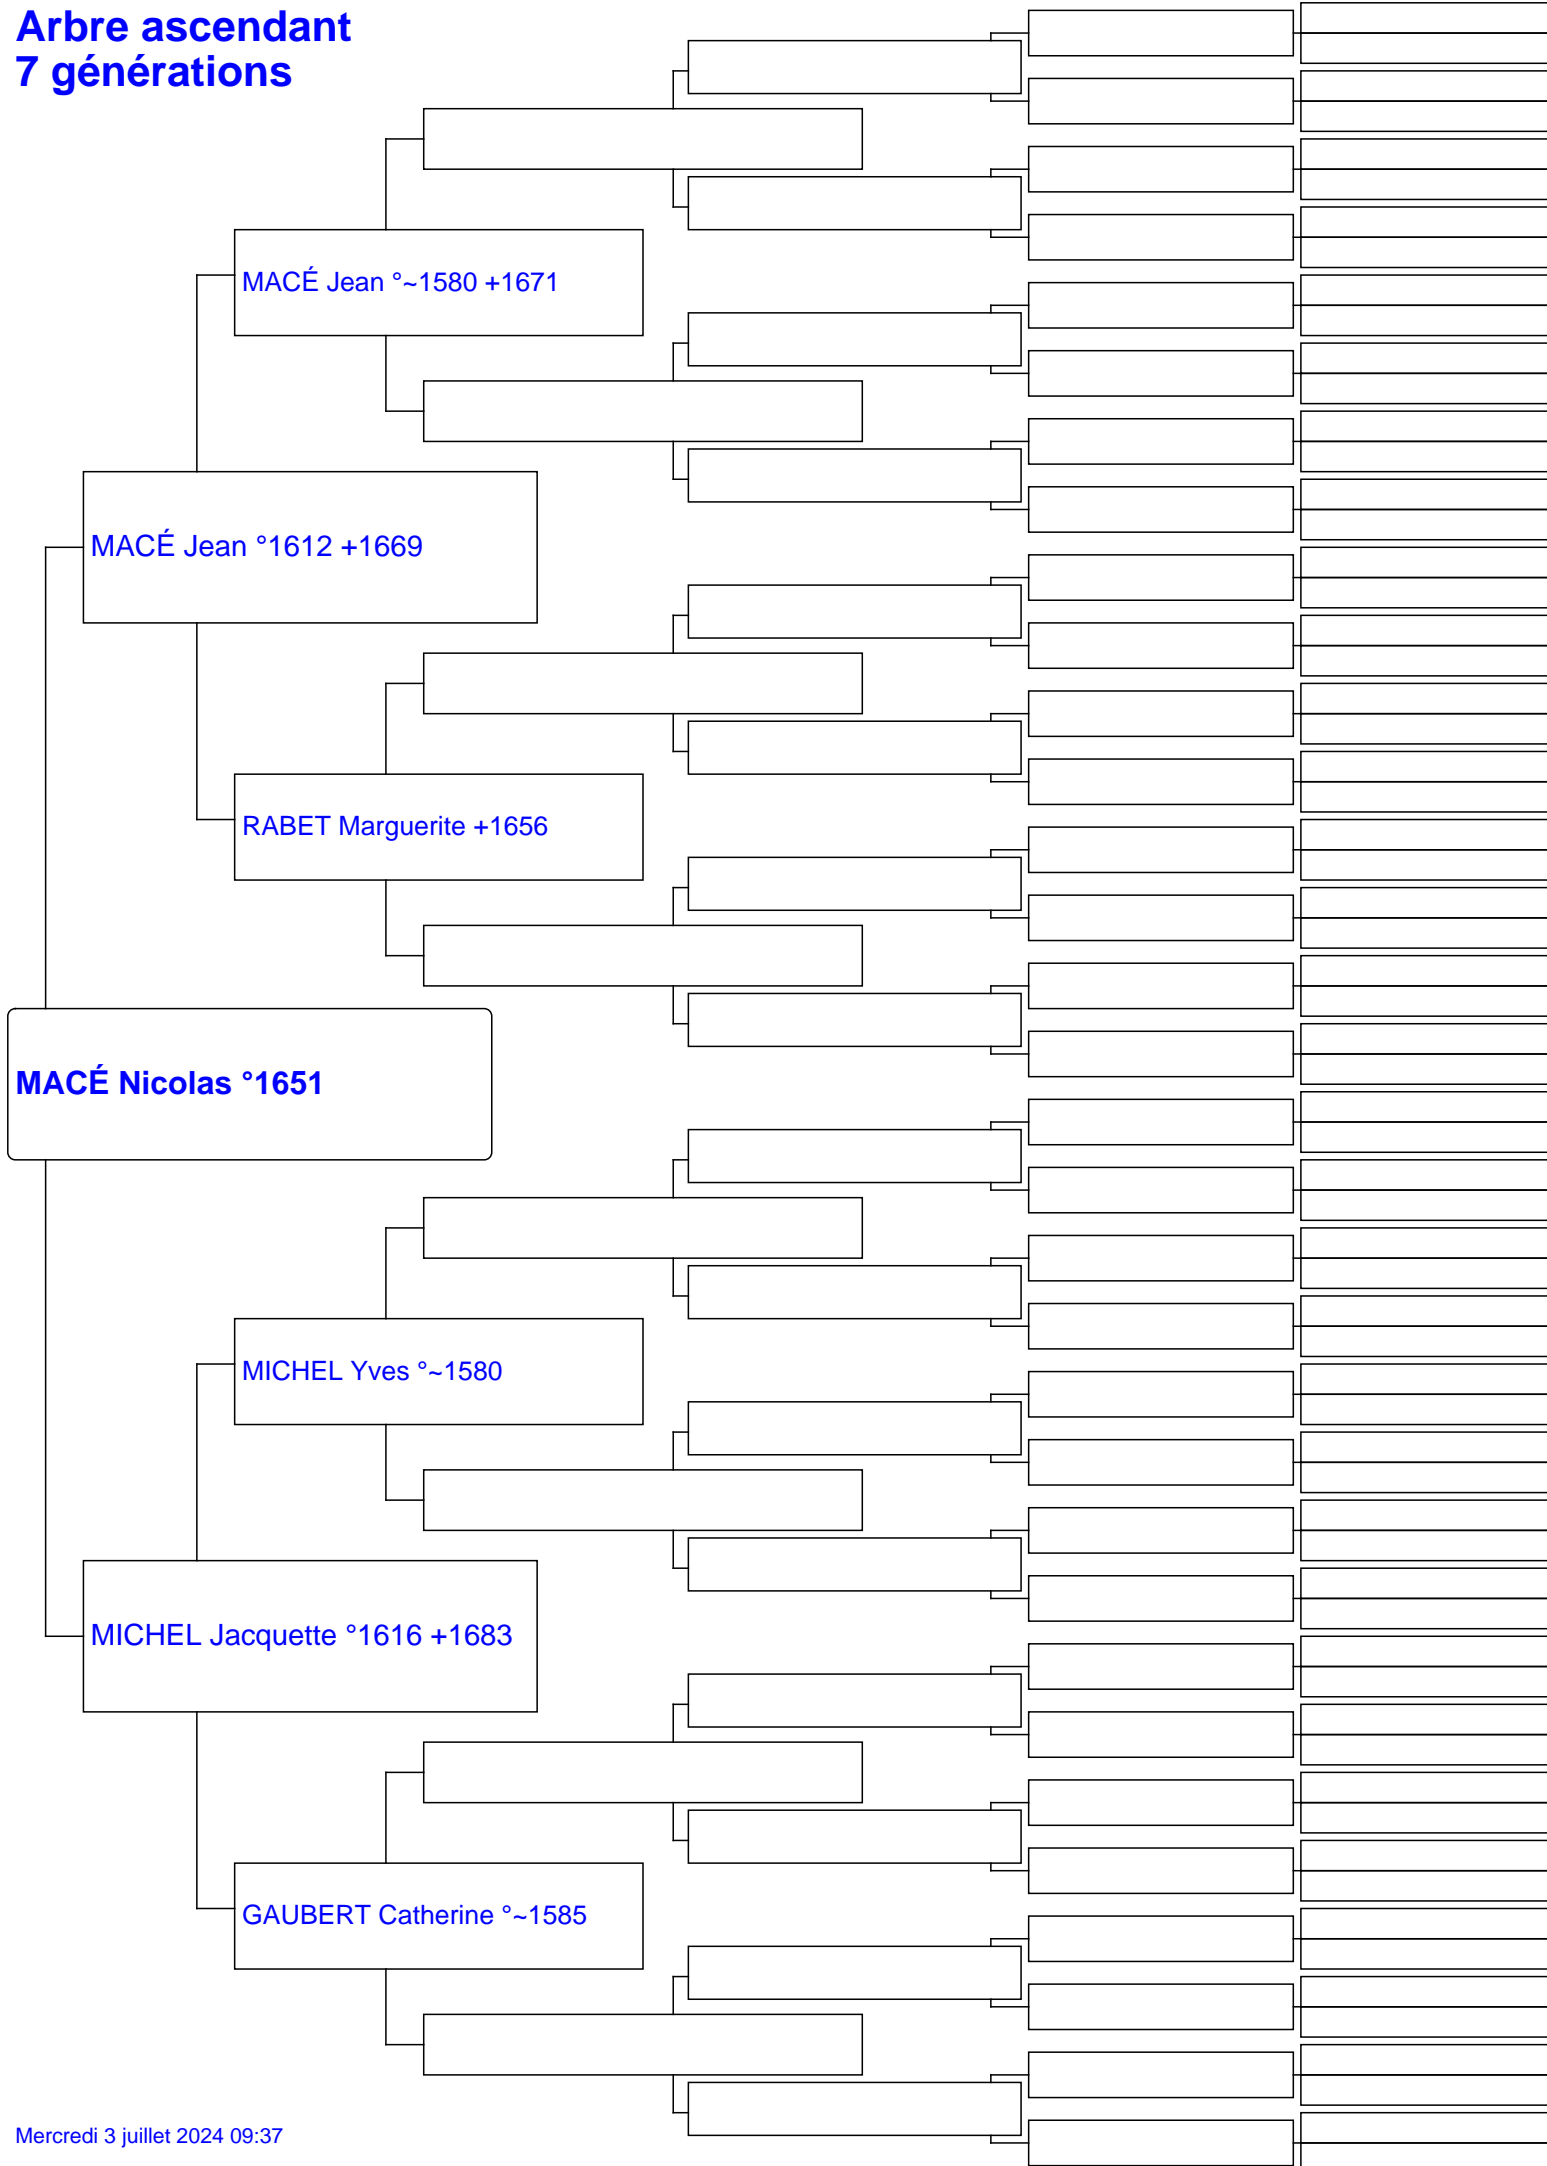 Arbre ascendant
7 générations
MACÉ Jean °~1580 +1671
MACÉ Jean °1612 +1669
RABET Marguerite +1656
MACÉ Nicolas °1651
MICHEL Yves °~1580
MICHEL Jacquette °1616 +1683
GAUBERT Catherine °~1585
Mercredi 3 juillet 2024 09:37